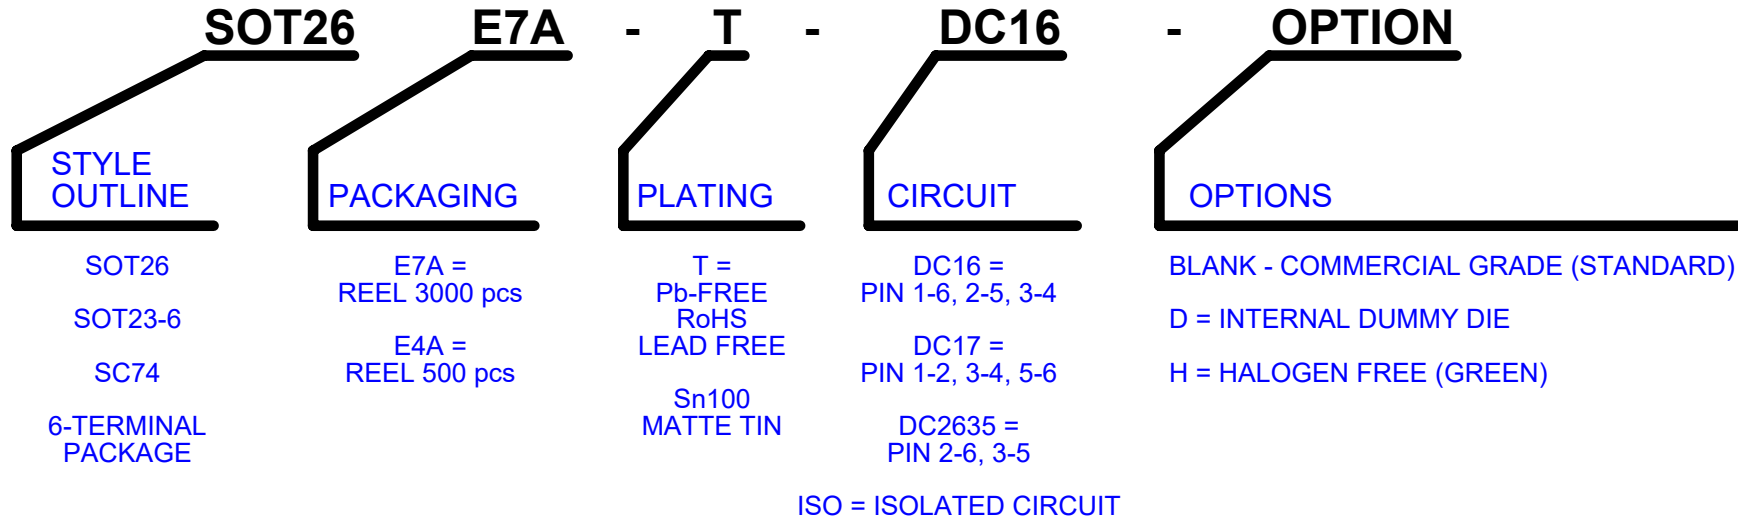 SOT26 E7A - T - DC16 - OPTION
STYLE
OUTLINE
SOT26
SOT23-6
SC74
6-TERMINAL
PACKAGE
PACKAGING
E7A =
REEL 3000 pcs
E4A =
REEL 500 pcs
PLATING
T =
Pb-FREE
RoHS
LEAD FREE
Sn100
MATTE TIN
CIRCUIT
DC16 =
PIN 1-6, 2-5, 3-4
DC17 =
PIN 1-2, 3-4, 5-6
DC2635 =
PIN 2-6, 3-5
ISO = ISOLATED CIRCUIT
OPTIONS
BLANK - COMMERCIAL GRADE (STANDARD)
D = INTERNAL DUMMY DIE
H = HALOGEN FREE (GREEN)